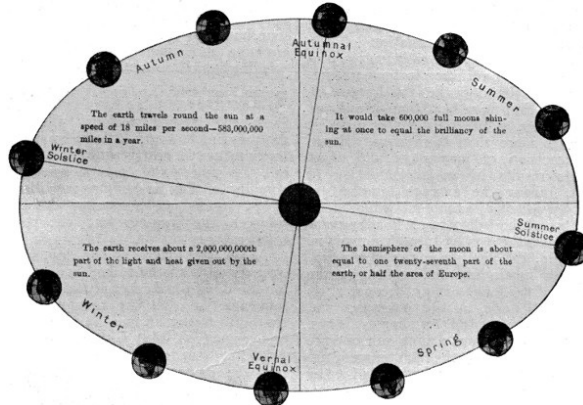 Autumnal
Equinox
Autumn
Summer
The earth travels round the sun at a
speed of 18 miles per second—583,000,000
miles in a year.
It would take 600,000 full moons shin-
ing at once to equal the brilliancy of the
sun.
Winter
Solstice
Summer
Solstice
The earth receives about a 2,000,000,000th
part of the light and heat given out by the
sun.
The hemisphere of the moon is about
equal to one twenty-seventh part of the
earth, or half the area of Europe.
Winter
Spring
Vernal
Equinox